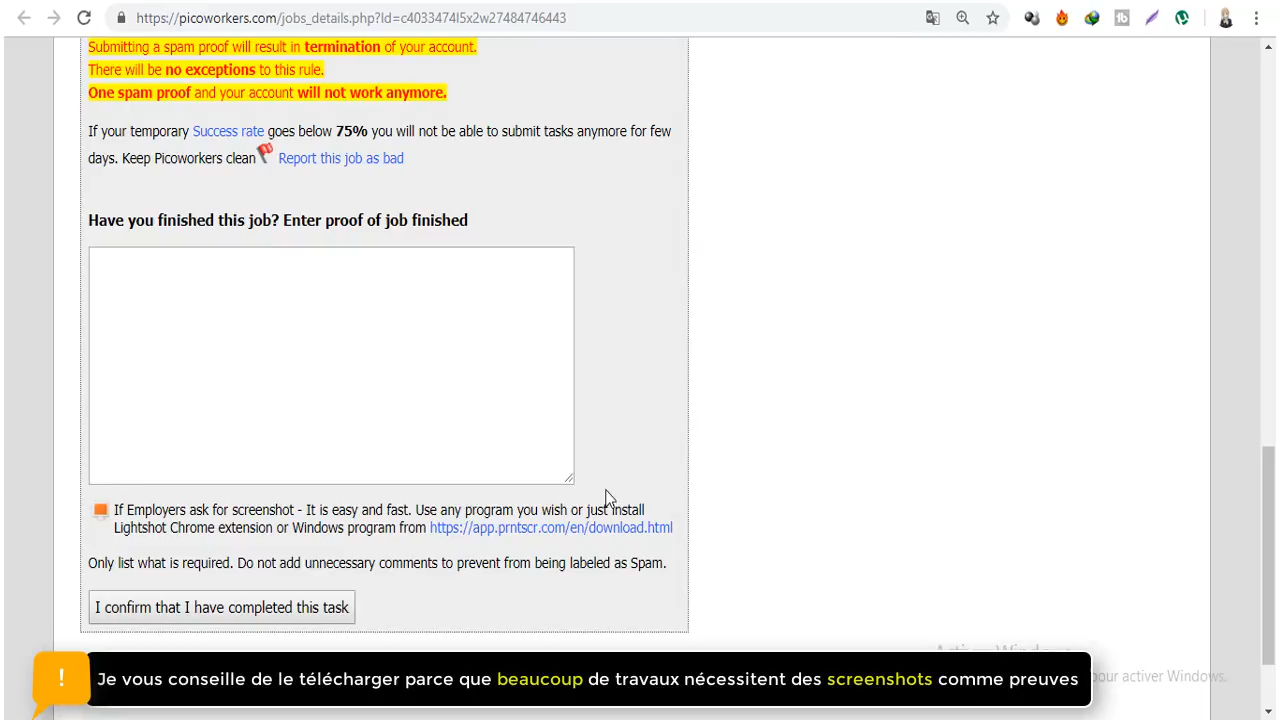 https://picoworkers.com/jobs_details.php?Id=c4033474l5x2w27484746443
Submitting a spam proof will result in termination of your account.
There will be no exceptions to this rule.
One spam proof and your account will not work anymore.
If your temporary Success rate goes below 75% you will not be able to submit tasks anymore for few
days. Keep Picoworkers clean Report this job as bad
Have you finished this job? Enter proof of job finished
If Employers ask for screenshot - It is easy and fast. Use any program you wish or just install
Lightshot Chrome extension or Windows program from https://app.prntscr.com/en/download.html
Only list what is required. Do not add unnecessary comments to prevent from being labeled as Spam.
I confirm that I have completed this task
! Je vous conseille de le télécharger parce que beaucoup de travaux nécessitent des screenshots comme preuves
pour activer Windows.